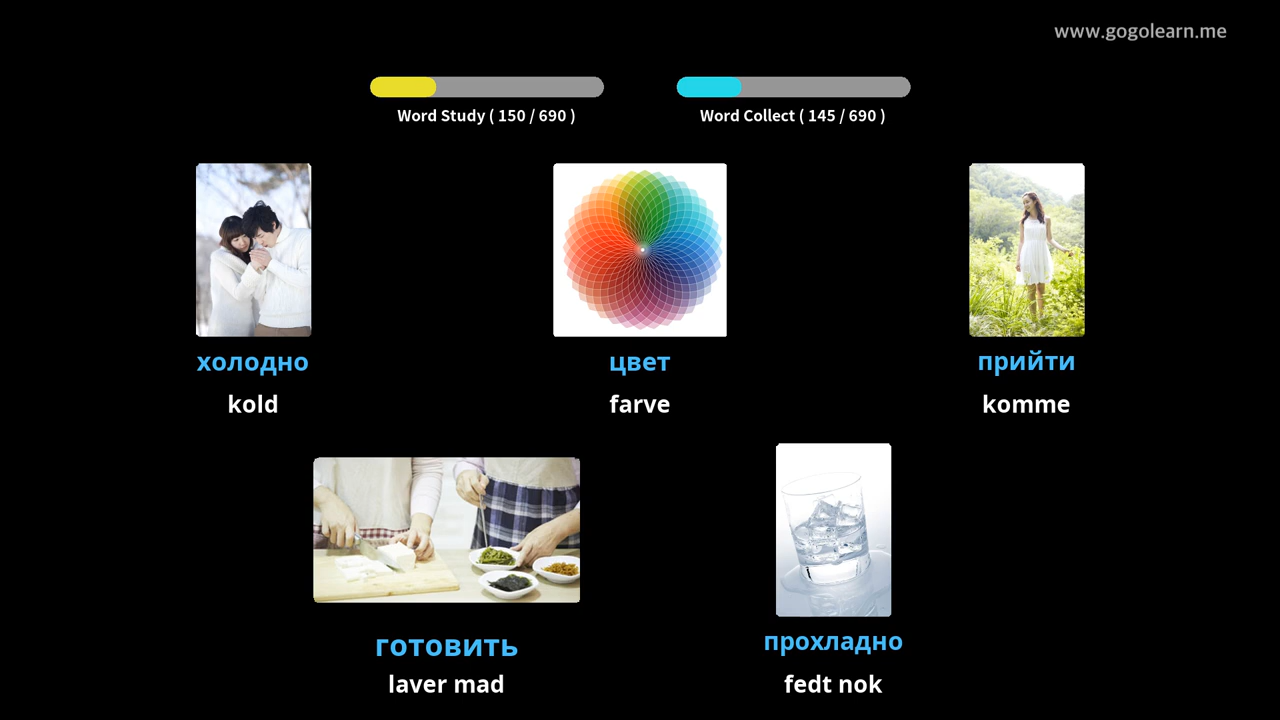 www.gogolearn.me
Word Study ( 150 / 690 )
Word Collect ( 145 / 690 )
холодно
kold
цвет
farve
прийти
komme
готовить
laver mad
прохладно
fedt nok